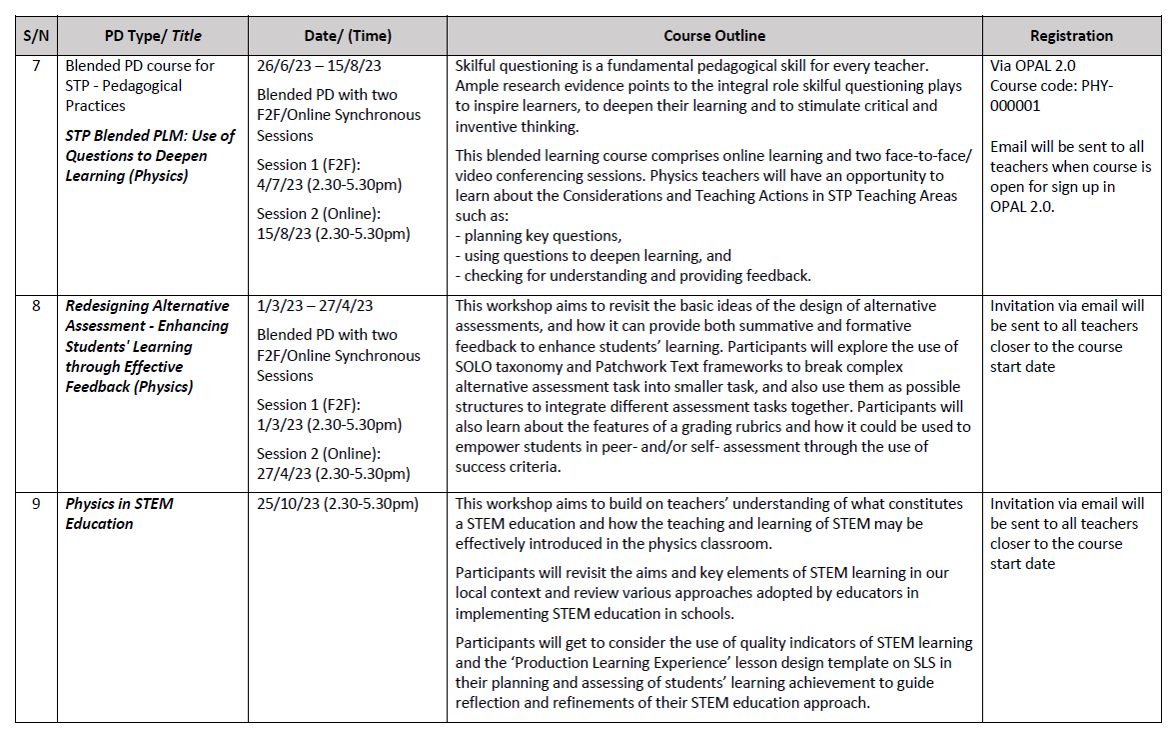 S/N PD Type/ Title Date/ (Time) Course Outline Registration
7
Blended PD course for
STP - Pedagogical
Practices
STP Blended PLM: Use of
Questions to Deepen
Learning (Physics)
26/6/23 – 15/8/23
Blended PD with two
F2F/Online Synchronous
Sessions
Session 1 (F2F):
4/7/23 (2.30-5.30pm)
Session 2 (Online):
15/8/23 (2.30-5.30pm)
Skilful questioning is a fundamental pedagogical skill for every teacher.
Ample research evidence points to the integral role skilful questioning plays
to inspire learners, to deepen their learning and to stimulate critical and
inventive thinking.
This blended learning course comprises online learning and two face-to-face/
video conferencing sessions. Physics teachers will have an opportunity to
learn about the Considerations and Teaching Actions in STP Teaching Areas
such as:
- planning key questions,
- using questions to deepen learning, and
- checking for understanding and providing feedback.
Via OPAL 2.0
Course code: PHY-
000001
Email will be sent to all
teachers when course is
open for sign up in
OPAL 2.0.
8
Redesigning Alternative
Assessment - Enhancing
Students' Learning
through Effective
Feedback (Physics)
1/3/23 – 27/4/23
Blended PD with two
F2F/Online Synchronous
Sessions
Session 1 (F2F):
1/3/23 (2.30-5.30pm)
Session 2 (Online):
27/4/23 (2.30-5.30pm)
This workshop aims to revisit the basic ideas of the design of alternative
assessments, and how it can provide both summative and formative
feedback to enhance students’ learning. Participants will explore the use of
SOLO taxonomy and Patchwork Text frameworks to break complex
alternative assessment task into smaller task, and also use them as possible
structures to integrate different assessment tasks together. Participants will
also learn about the features of a grading rubrics and how it could be used to
empower students in peer- and/or self- assessment through the use of
success criteria.
Invitation via email will
be sent to all teachers
closer to the course
start date
9
Physics in STEM
Education
25/10/23 (2.30-5.30pm)
This workshop aims to build on teachers’ understanding of what constitutes
a STEM education and how the teaching and learning of STEM may be
effectively introduced in the physics classroom.
Participants will revisit the aims and key elements of STEM learning in our
local context and review various approaches adopted by educators in
implementing STEM education in schools.
Participants will get to consider the use of quality indicators of STEM learning
and the ‘Production Learning Experience’ lesson design template on SLS in
their planning and assessing of students’ learning achievement to guide
reflection and refinements of their STEM education approach.
Invitation via email will
be sent to all teachers
closer to the course
start date